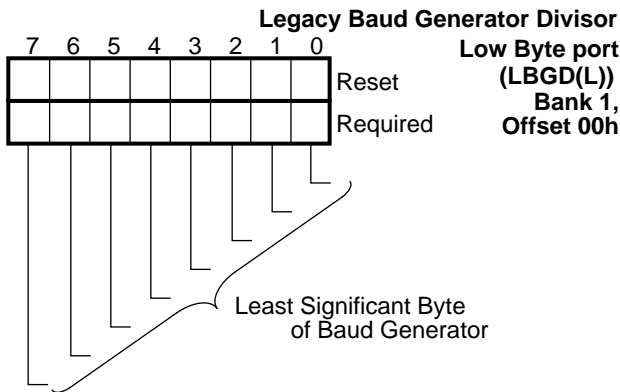 Legacy Baud Generator Divisor
Low Byte port
(LBGD(L))
Bank 1,
Offset 00h
7 6 5 4 3 2 1 0
Reset
Required
Least Significant Byte
of Baud Generator